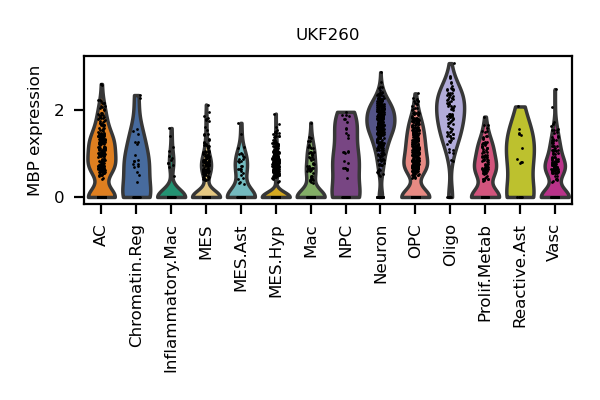 UKF260
MBP expression
2
0
AC
Chromatin.Reg
Inflammatory.Mac
MES
MES.Ast
MES.Hyp
Mac
NPC
Neuron
OPC
Oligo
Prolif.Metab
Reactive.Ast
Vasc